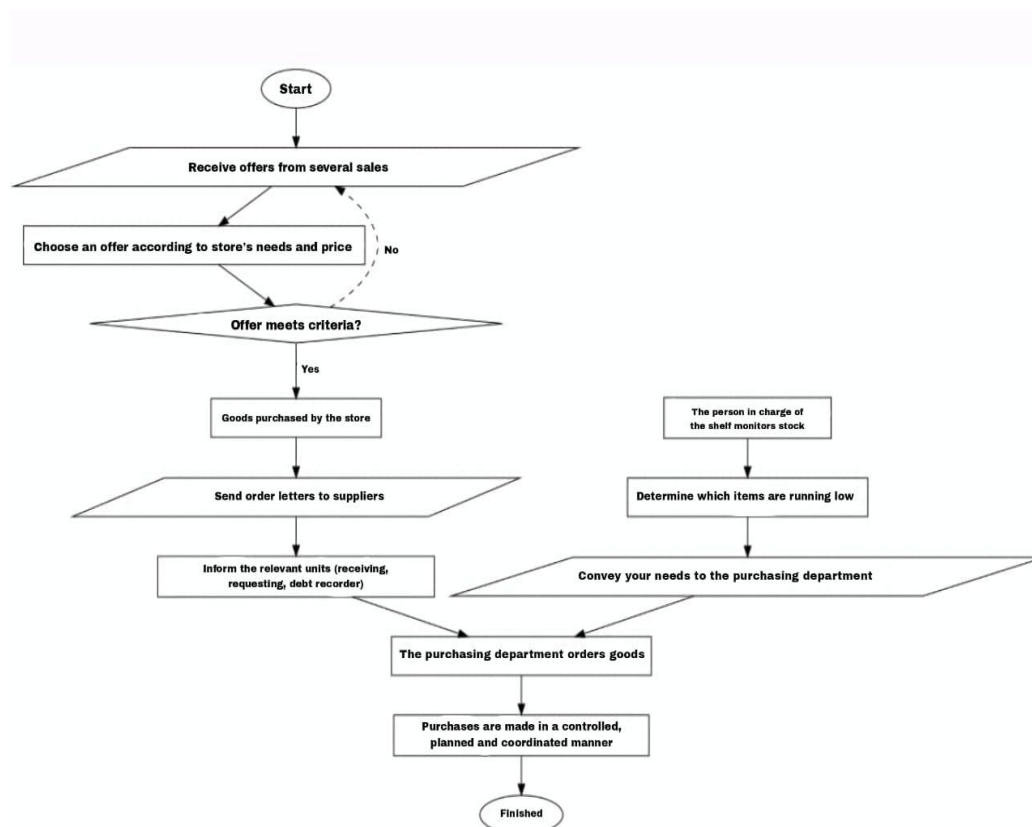 Start
Receive offers from several sales
Choose an offer according to store's needs and price
No
Offer meets criteria?
Yes
Goods purchased by the store
The person in charge of
the shelf monitors stock
Send order letters to suppliers
Determine which items are running low
Inform the relevant units (receiving,
requesting, debt recorder)
Convey your needs to the purchasing department
The purchasing department orders goods
Purchases are made in a controlled,
planned and coordinated manner
Finished